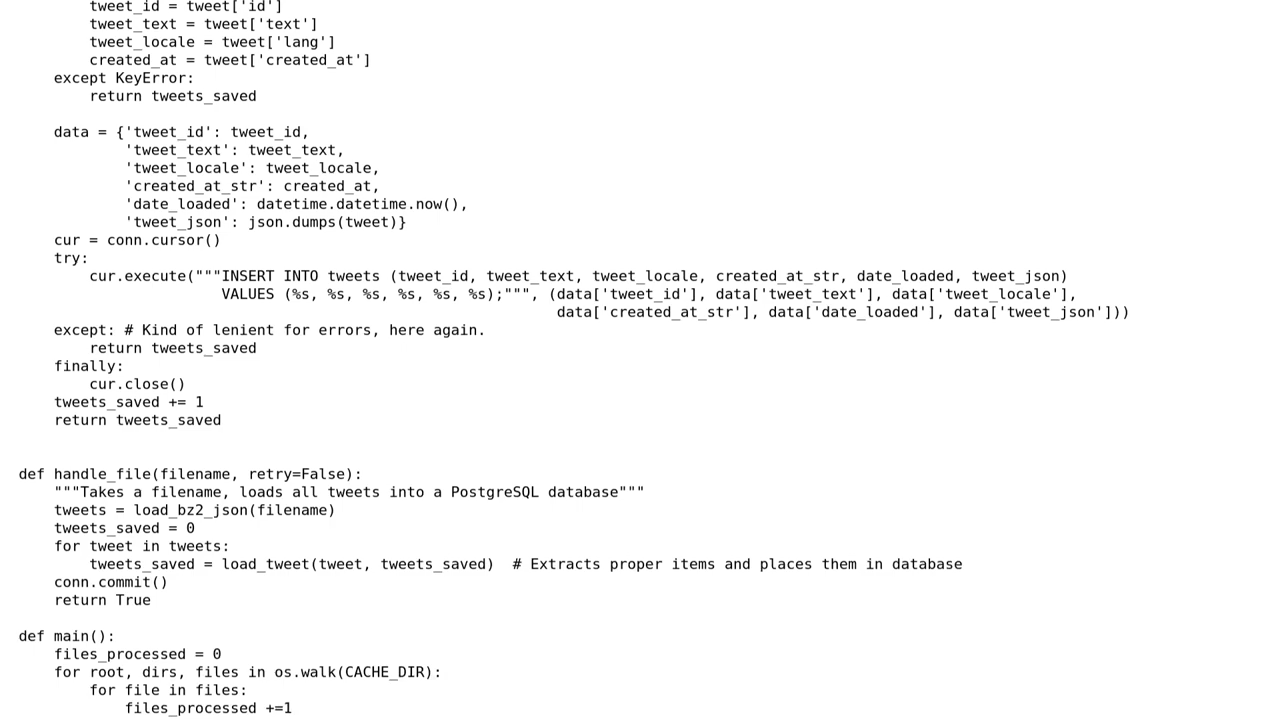 tweet_id = tweet['id']
tweet_text = tweet['text']
tweet_locale = tweet['lang']
created_at = tweet['created_at']
except KeyError:
return tweets_saved
data = {'tweet_id': tweet_id,
'tweet_text': tweet_text,
'tweet_locale': tweet_locale,
'created_at_str': created_at,
'date_loaded': datetime.datetime.now(),
'tweet_json': json.dumps(tweet)}
cur = conn.cursor()
try:
cur.execute("""INSERT INTO tweets (tweet_id, tweet_text, tweet_locale, created_at_str, date_loaded, tweet_json)
VALUES (%s, %s, %s, %s, %s, %s);""", (data['tweet_id'], data['tweet_text'], data['tweet_locale'],
data['created_at_str'], data['date_loaded'], data['tweet_json']))
except: # Kind of lenient for errors, here again.
return tweets_saved
finally:
cur.close()
tweets_saved += 1
return tweets_saved
def handle_file(filename, retry=False):
"""Takes a filename, loads all tweets into a PostgreSQL database"""
tweets = load_bz2_json(filename)
tweets_saved = 0
for tweet in tweets:
tweets_saved = load_tweet(tweet, tweets_saved)  # Extracts proper items and places them in database
conn.commit()
return True
def main():
files_processed = 0
for root, dirs, files in os.walk(CACHE_DIR):
for file in files:
files_processed +=1